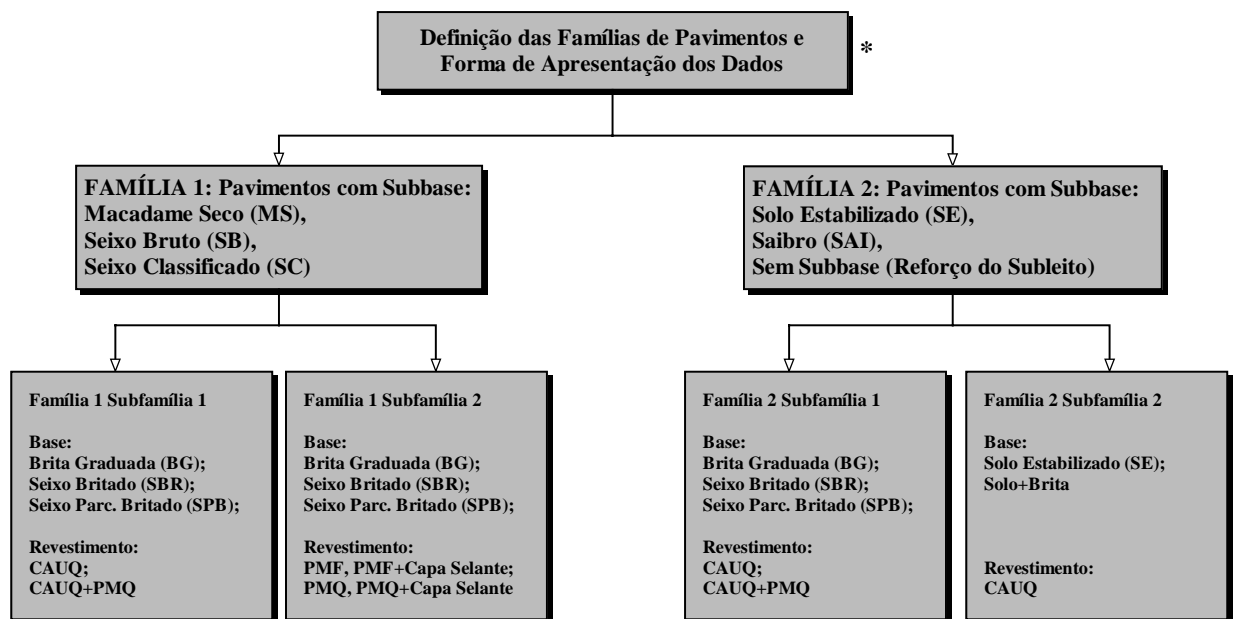 Definição das Famílias de Pavimentos e
Forma de Apresentação dos Dados
*
FAMÍLIA 1: Pavimentos com Subbase:
Macadame Seco (MS),
Seixo Bruto (SB),
Seixo Classificado (SC)
FAMÍLIA 2: Pavimentos com Subbase:
Solo Estabilizado (SE),
Saibro (SAI),
Sem Subbase (Reforço do Subleito)
Família 1 Subfamília 1
Base:
Brita Graduada (BG);
Seixo Britado (SBR);
Seixo Parc. Britado (SPB);
Revestimento:
CAUQ;
CAUQ+PMQ
Família 1 Subfamília 2
Base:
Brita Graduada (BG);
Seixo Britado (SBR);
Seixo Parc. Britado (SPB);
Revestimento:
PMF, PMF+Capa Selante;
PMQ, PMQ+Capa Selante
Família 2 Subfamília 1
Base:
Brita Graduada (BG);
Seixo Britado (SBR);
Seixo Parc. Britado (SPB);
Revestimento:
CAUQ;
CAUQ+PMQ
Família 2 Subfamília 2
Base:
Solo Estabilizado (SE);
Solo+Brita
Revestimento:
CAUQ